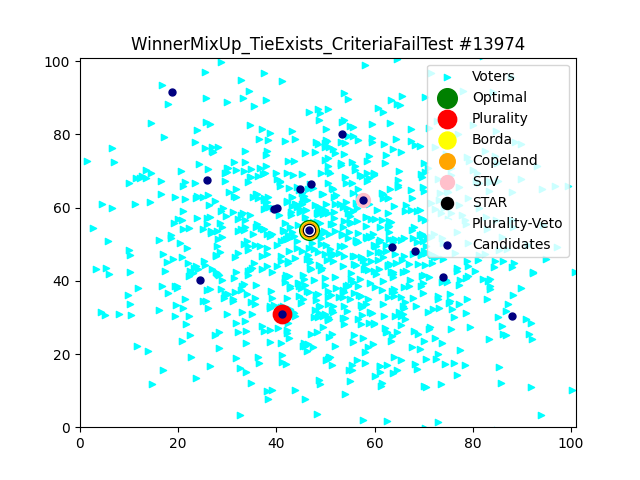 WinnerMixUp_TieExists_CriteriaFailTest #13974
Voters
Optimal
Plurality
Borda
Copeland
STV
STAR
Plurality-Veto
Candidates
100
80
60
40
20
0
0 20 40 60 80 100